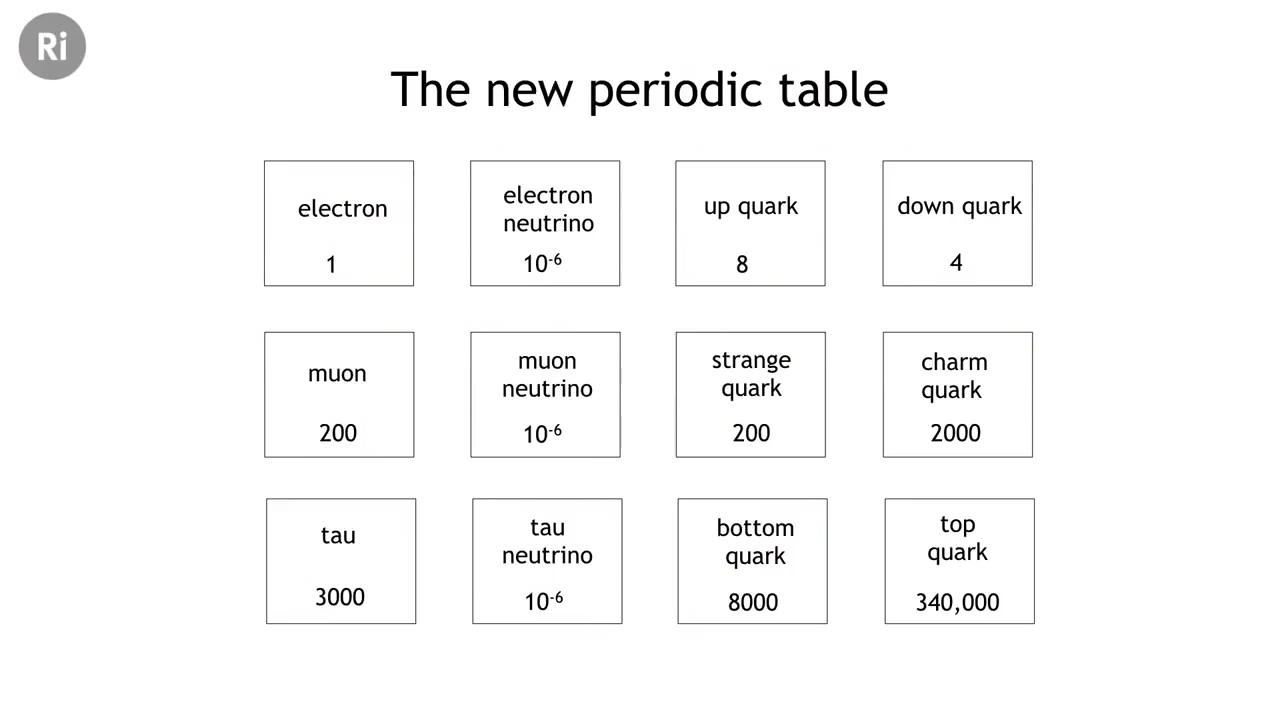 Ri
The new periodic table
electron
1
electron
neutrino
10⁻⁶
up quark
8
down quark
4
muon
200
muon
neutrino
10⁻⁶
strange
quark
200
charm
quark
2000
tau
3000
tau
neutrino
10⁻⁶
bottom
quark
8000
top
quark
340,000